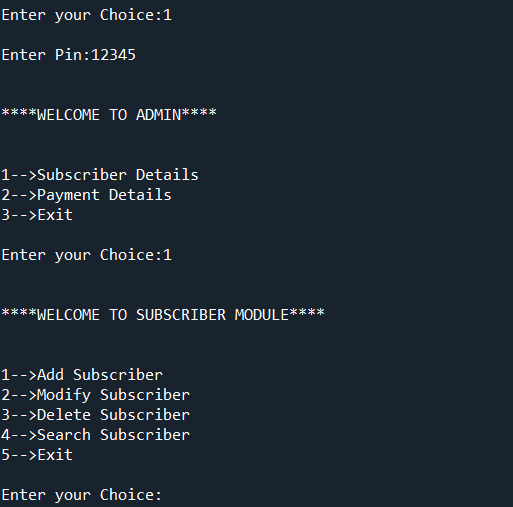 Enter your Choice:1
Enter Pin:12345
****WELCOME TO ADMIN****
1-->Subscriber Details
2-->Payment Details
3-->Exit
Enter your Choice:1
****WELCOME TO SUBSCRIBER MODULE****
1-->Add Subscriber
2-->Modify Subscriber
3-->Delete Subscriber
4-->Search Subscriber
5-->Exit
Enter your Choice: